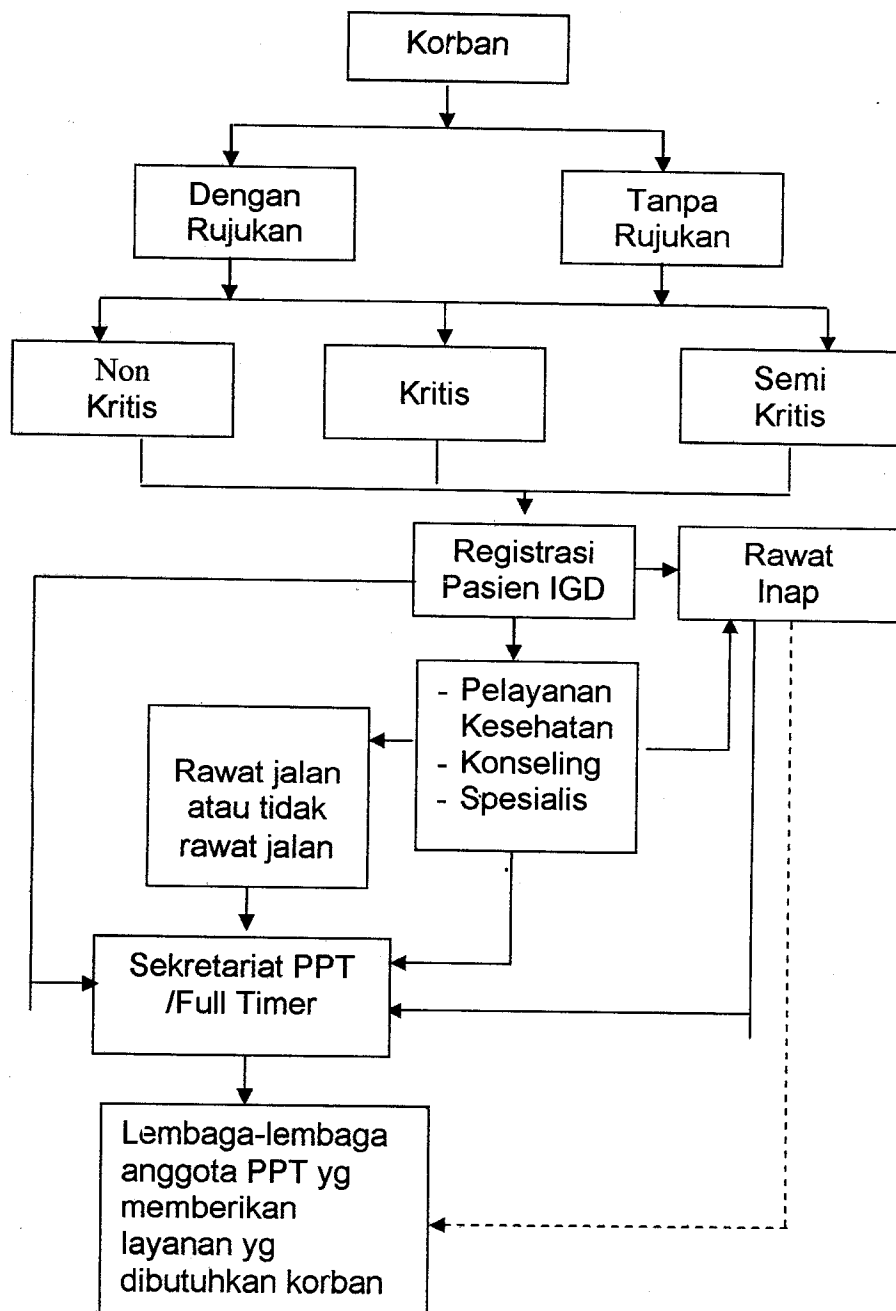 Korban
Dengan
Rujukan
Tanpa
Rujukan
Non
Kritis
Kritis
Semi
Kritis
Registrasi
Pasien IGD
Rawat
Inap
- Pelayanan
Kesehatan
- Konseling
- Spesialis
Rawat jalan
atau tidak
rawat jalan
Sekretariat PPT
/Full Timer
Lembaga-lembaga
anggota PPT yg
memberikan
layanan yg
dibutuhkan korban